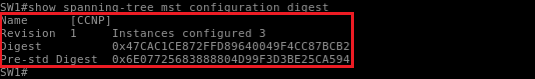 SW1#show spanning-tree mst configuration digest
Name      [CCNP]
Revision  1     Instances configured 3
Digest          0x47CAC1CE872FFD89640049F4CC87BCB2
Pre-std Digest  0x6E07725683888804D99F3D3BE25CA594
SW1#